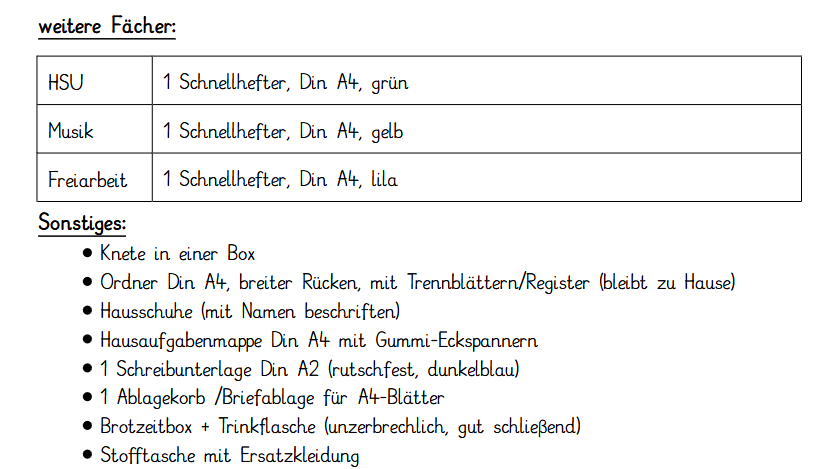 weitere Fächer:
HSU 1 Schnellhefter, Din A4, grün
Musik 1 Schnellhefter, Din A4, gelb
Freiarbeit 1 Schnellhefter, Din A4, lila
Sonstiges:
● Knete in einer Box
● Ordner Din A4, breiter Rücken, mit Trennblättern/Register (bleibt zu Hause)
● Hausschuhe (mit Namen beschriften)
● Hausaufgabenmappe Din A4 mit Gummi-Eckspannern
● 1 Schreibunterlage Din A2 (rutschfest, dunkelblau)
● 1 Ablagekorb /Briefablage für A4-Blätter
● Brotzeitbox + Trinkflasche (unzerbrechlich, gut schließend)
● Stofftasche mit Ersatzkleidung